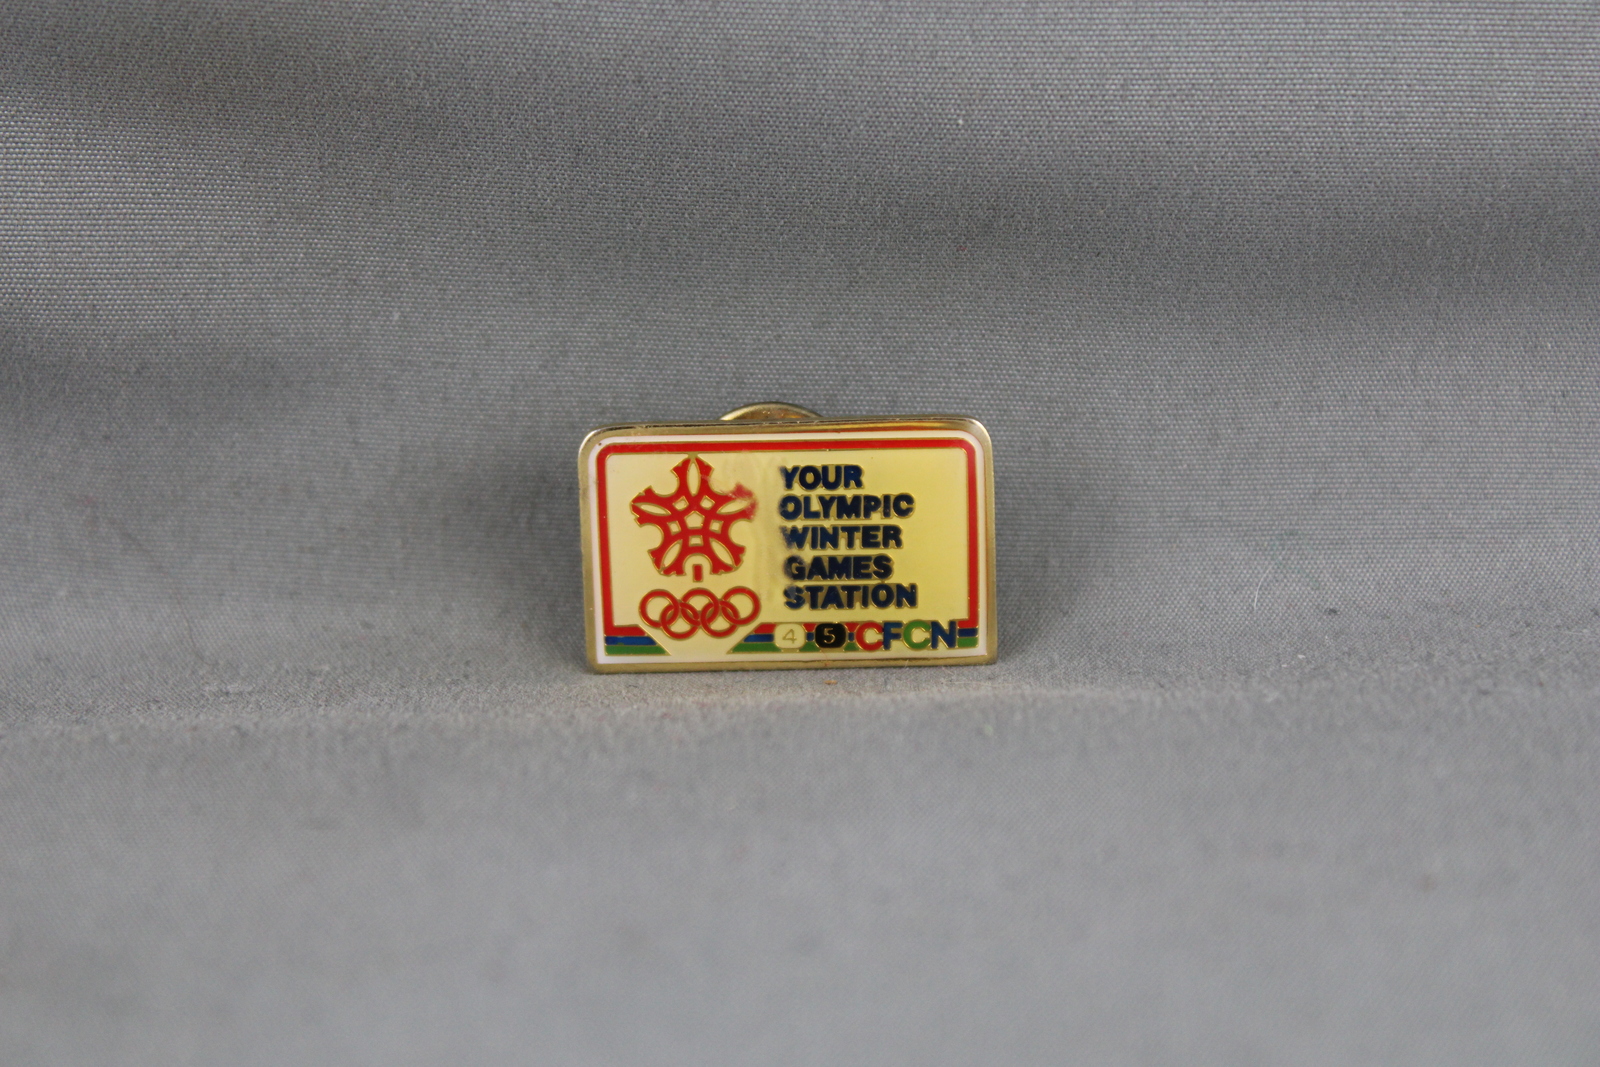 YOUR
OLYMPIC
WINTER
GAMES
STATION
4 5 CFCN